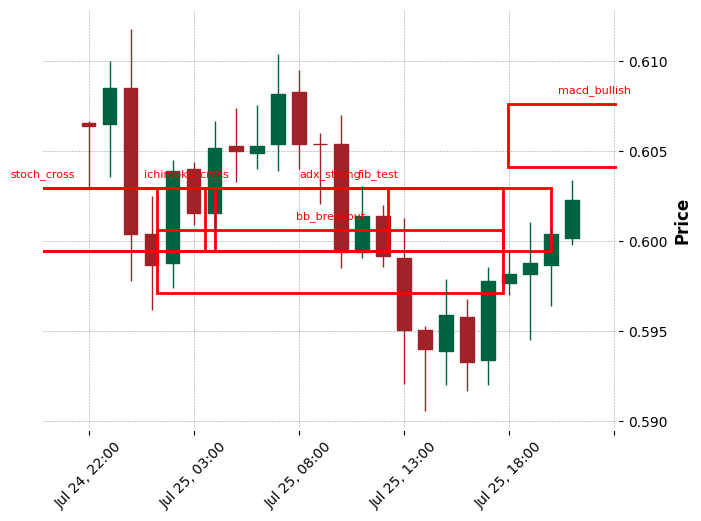 0.610
macd_bullish
0.605
stoch_cross
adx_strong
fib_test
bb_breakout
0.600
Price
0.595
0.590
Jul 24, 22:00
Jul 25, 03:00
Jul 25, 08:00
Jul 25, 13:00
Jul 25, 18:00